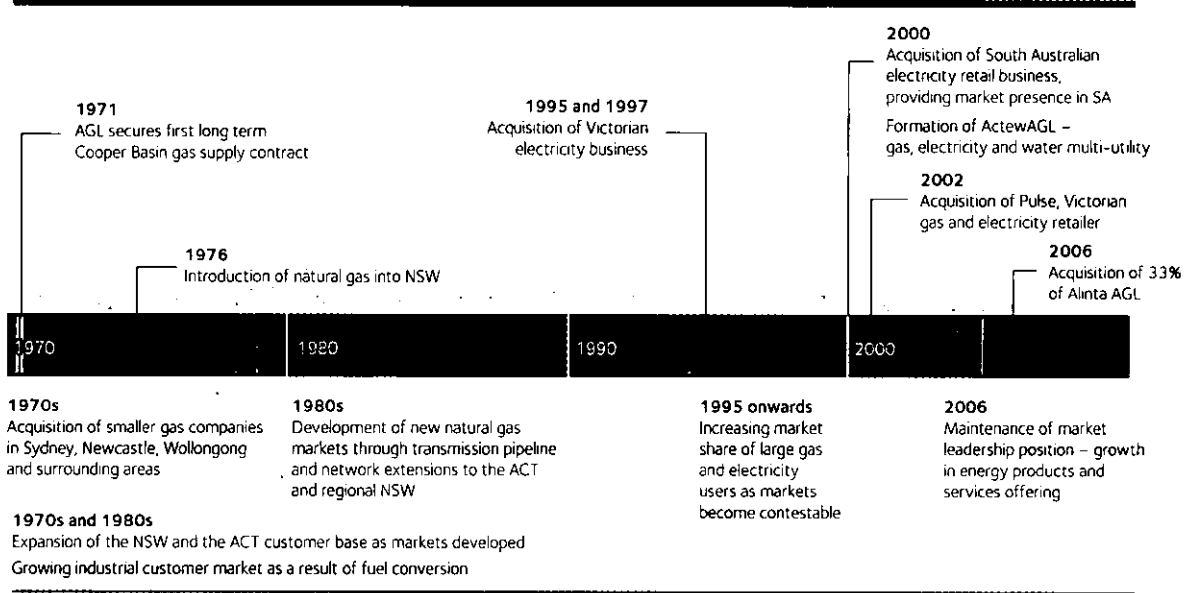 2000
Acquisition of South Australian
electricity retail business,
providing market presence in SA
Formation of ActewAGL –
gas, electricity and water multi-utility
1971
AGL secures first long term
Cooper Basin gas supply contract
1995 and 1997
Acquisition of Victorian
electricity business
2002
Acquisition of Pulse, Victorian
gas and electricity retailer
1976
Introduction of natural gas into NSW
2006
Acquisition of 33%
of Alinta AGL
1970
1980
1990
2000
1970s
Acquisition of smaller gas companies
in Sydney, Newcastle, Wollongong
and surrounding areas
1980s
Development of new natural gas
markets through transmission pipeline
and network extensions to the ACT
and regional NSW
1995 onwards
Increasing market
share of large gas
and electricity
users as markets
become contestable
2006
Maintenance of market
leadership position – growth
in energy products and
services offering
1970s and 1980s
Expansion of the NSW and the ACT customer base as markets developed
Growing industrial customer market as a result of fuel conversion